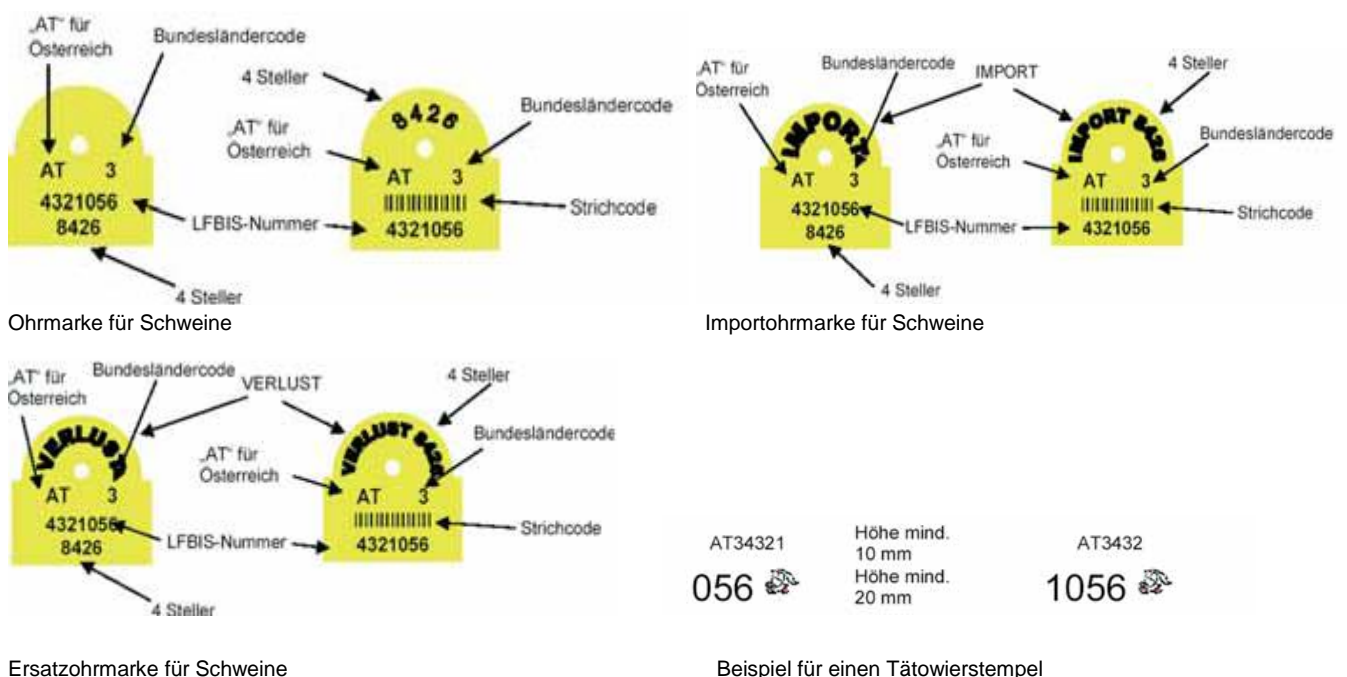 „AT" für
Österreich
Bundesländercode
4 Steller
8426
Bundesländercode
„AT" für
Österreich
AT 3
AT 3
4321056
8426
LFBIS-Nummer
4321056
Strichcode
4 Steller
Ohrmarke für Schweine
„AT" für
Österreich
Bundesländercode
IMPORT
4 Steller
IMPORT
IMPORT 8426
Bundesländercode
„AT" für
Österreich
AT 3
AT 3
4321056
8426
LFBIS-Nummer
4321056
Strichcode
4 Steller
Importohrmarke für Schweine
„AT" für
Österreich
Bundesländercode
VERLUST
4 Steller
VERLUST
VERLUST 8426
Bundesländercode
„AT" für
Österreich
AT 3
AT 3
4321056
8426
LFBIS-Nummer
4321056
Strichcode
4 Steller
Ersatzohrmarke für Schweine
AT34321
056
Höhe mind.
10 mm
Höhe mind.
20 mm
AT3432
1056
Beispiel für einen Tätowierstempel